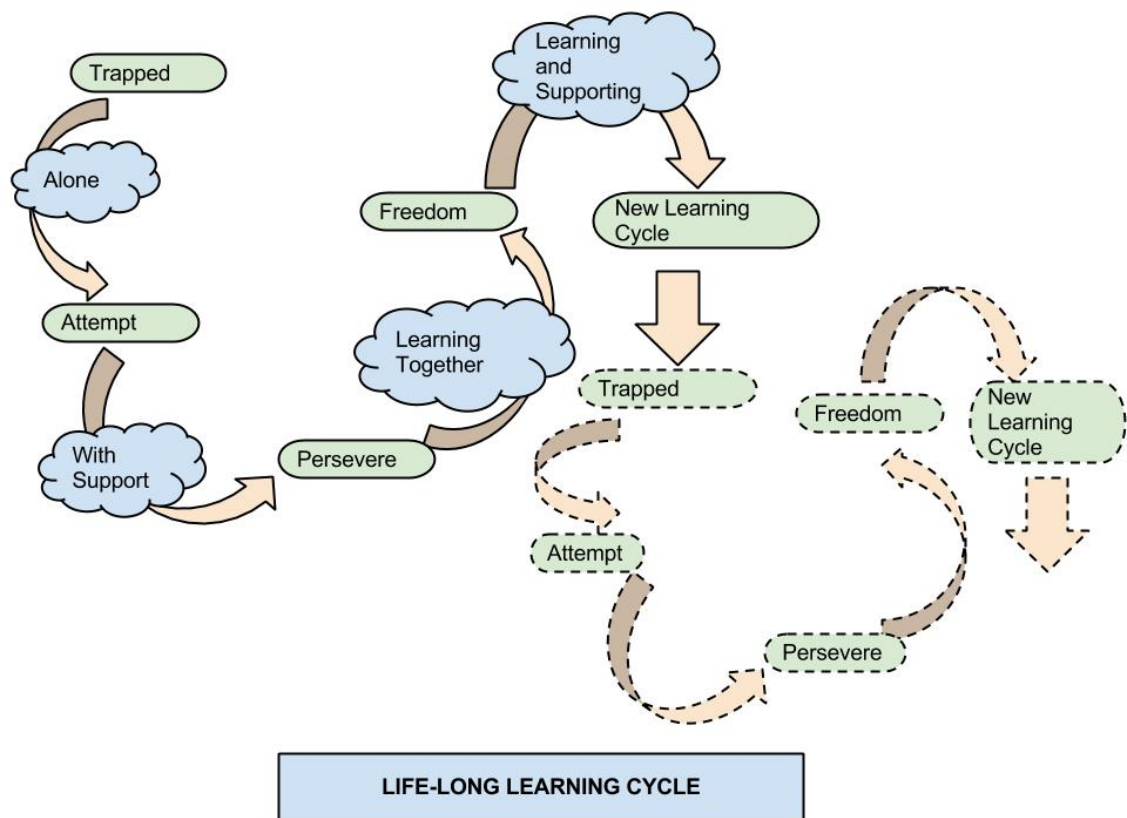 Trapped
Alone
Attempt
With
Support
Persevere
Learning
Together
Freedom
Learning
and
Supporting
New Learning
Cycle
Trapped
Attempt
Persevere
Freedom
New
Learning
Cycle
LIFE-LONG LEARNING CYCLE